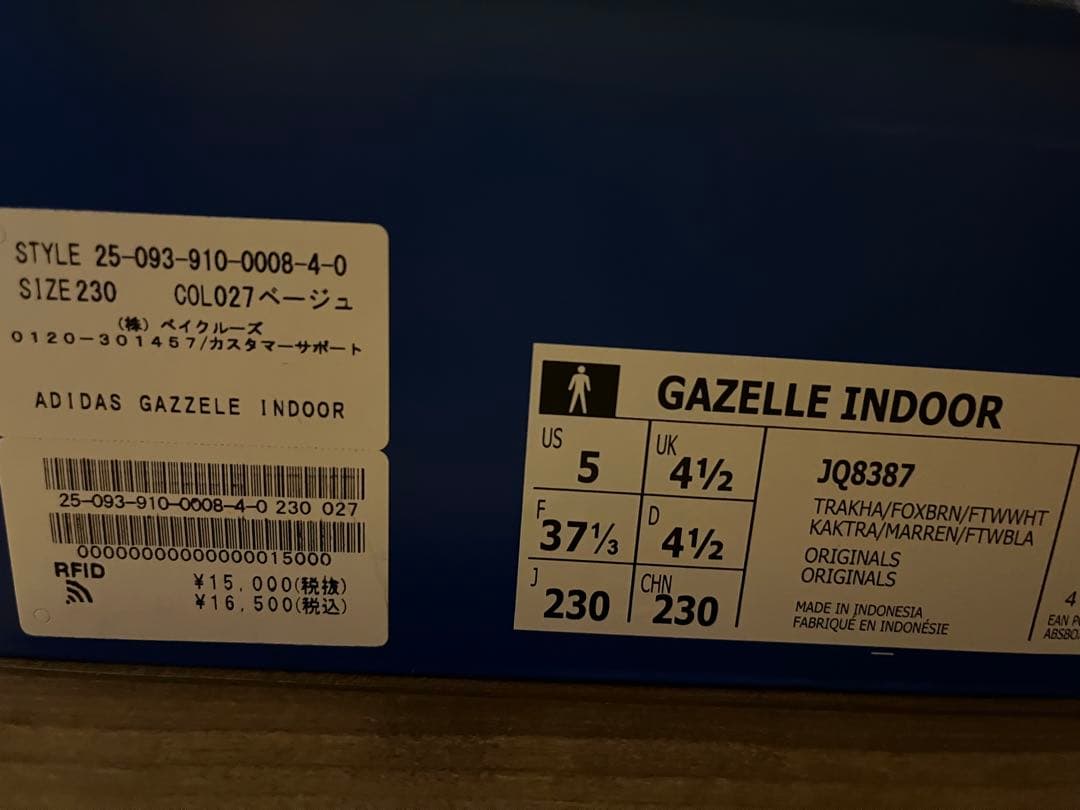 STYLE 25-093-910-0008-4-0
SIZE230 COL027ベージュ
(株) ベイクルーズ
0120-301457/カスタマーサポート
ADIDAS GAZZELE INDOOR
25-093-910-0008-4-0 230 027
RFID
¥15,000(税抜)
¥16,500(税込)
GAZELLE INDOOR
US 5
UK 4½
F 37⅓
D 4½
J 230
CHN 230
JQ8387
TRAKHA/FOXBRN/FTWWHT
KAKTRA/MARREN/FTWBLA
ORIGINALS
ORIGINALS
MADE IN INDONESIA
FABRIQUÉ EN INDONÉSIE
4
EAN